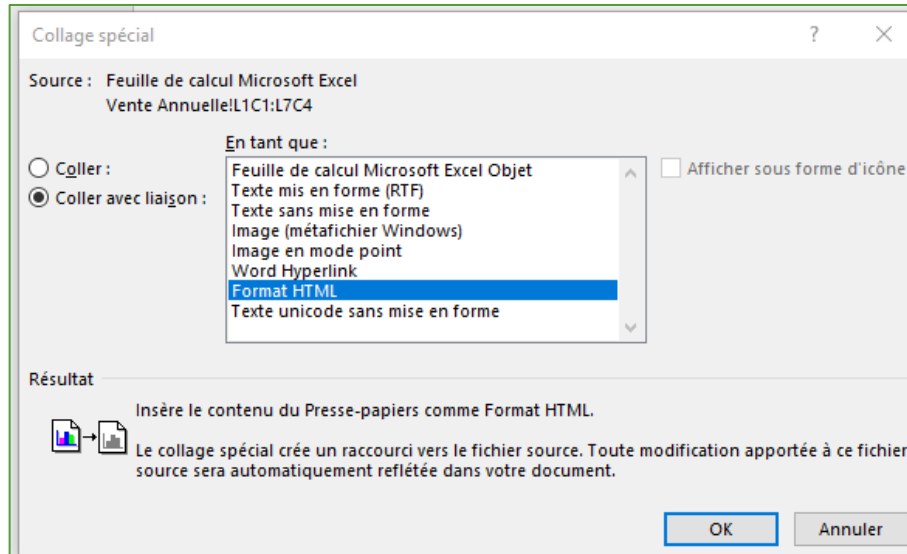 Collage spécial
?
Source : Feuille de calcul Microsoft Excel
Vente Annuelle!L1C1:L7C4
En tant que :
Coller :
Coller avec liaison :
Feuille de calcul Microsoft Excel Objet
Texte mis en forme (RTF)
Texte sans mise en forme
Image (métafichier Windows)
Image en mode point
Word Hyperlink
Format HTML
Texte unicode sans mise en forme
Afficher sous forme d'icône
Résultat
Insère le contenu du Presse-papiers comme Format HTML.
Le collage spécial crée un raccourci vers le fichier source. Toute modification apportée à ce fichier
source sera automatiquement reflétée dans votre document.
OK
Annuler